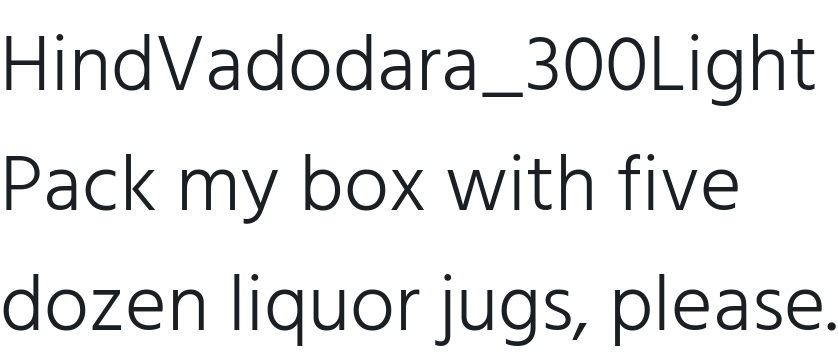 HindVadodara_300Light
Pack my box with five
dozen liquor jugs, please.